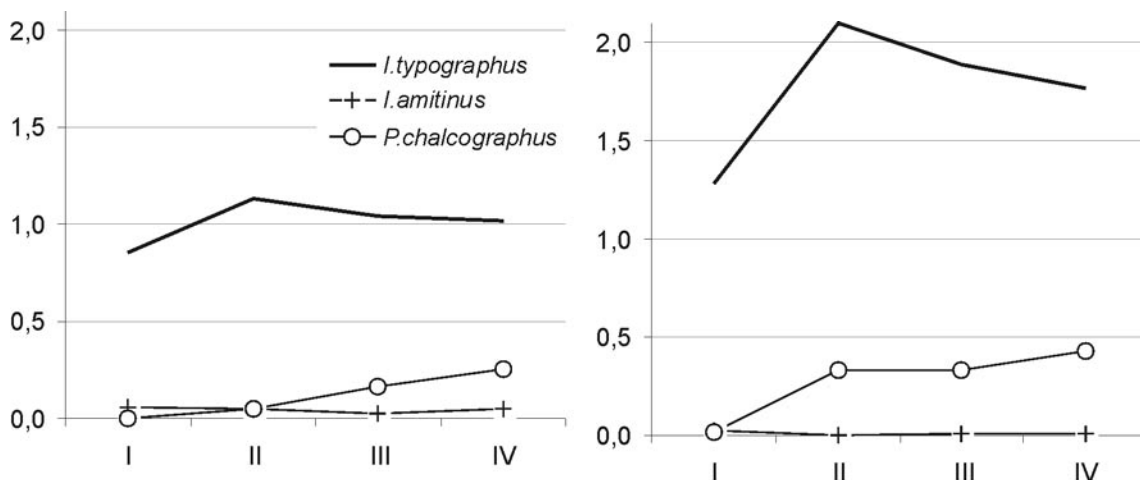 2,0
1,5
1,0
0,5
0,0
I.typographus
I.amitinus
P.chalcographus
I II III IV
2,0
1,5
1,0
0,5
0,0
I II III IV